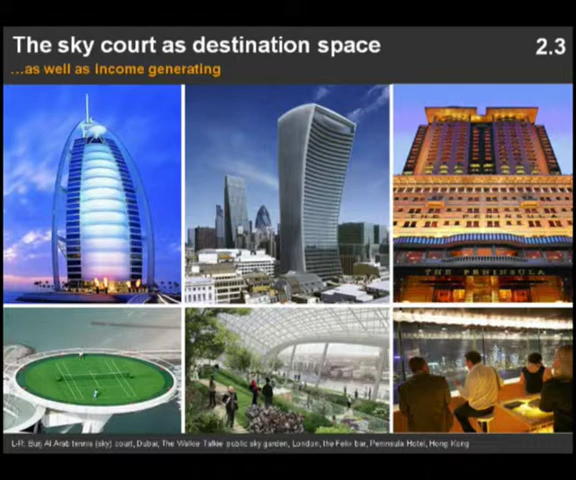 The sky court as destination space
2.3
...as well as income generating
THE PENINSULA
L-R: Burj Al Arab tennis (sky) court, Dubai, The Walkie Talkie public sky garden, London, the Felix bar, Peninsula Hotel, Hong Kong